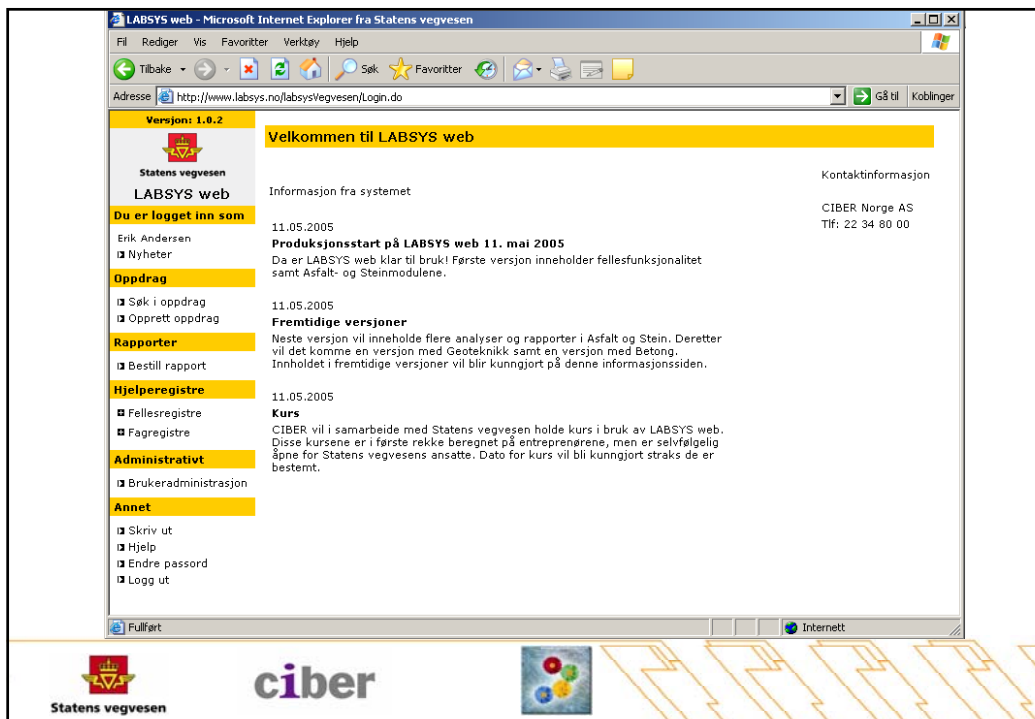 LABSYS web - Microsoft Internet Explorer fra Statens vegvesen
Fil Rediger Vis Favoritter Verktøy Hjelp
Tilbake Søk Favoritter
Adresse http://www.labsys.no/labsysVegvesen/Login.do Gå til Koblinger
Versjon: 1.0.2
Statens vegvesen
LABSYS web
Du er logget inn som
Erik Andersen
Nyheter
Oppdrag
Søk i oppdrag
Opprett oppdrag
Rapporter
Bestill rapport
Hjelperegistre
Fellesregistre
Fagregistre
Administrativt
Brukeradministrasjon
Annet
Skriv ut
Hjelp
Endre passord
Logg ut
Velkommen til LABSYS web
Informasjon fra systemet
11.05.2005
Produksjonsstart på LABSYS web 11. mai 2005
Da er LABSYS web klar til bruk! Første versjon inneholder fellesfunksjonalitet
samt Asfalt- og Steinmodulene.
11.05.2005
Fremtidige versjoner
Neste versjon vil inneholde flere analyser og rapporter i Asfalt og Stein. Deretter
vil det komme en versjon med Geoteknikk samt en versjon med Betong.
Innholdet i fremtidige versjoner vil blir kunngjort på denne informasjonssiden.
11.05.2005
Kurs
CIBER vil i samarbeide med Statens vegvesen holde kurs i bruk av LABSYS web.
Disse kursene er i første rekke beregnet på entreprenørene, men er selvfølgelig
åpne for Statens vegvesens ansatte. Dato for kurs vil bli kunngjort straks de er
bestemt.
Kontaktinformasjon
CIBER Norge AS
Tlf: 22 34 80 00
Fullført Internett
Statens vegvesen
ciber